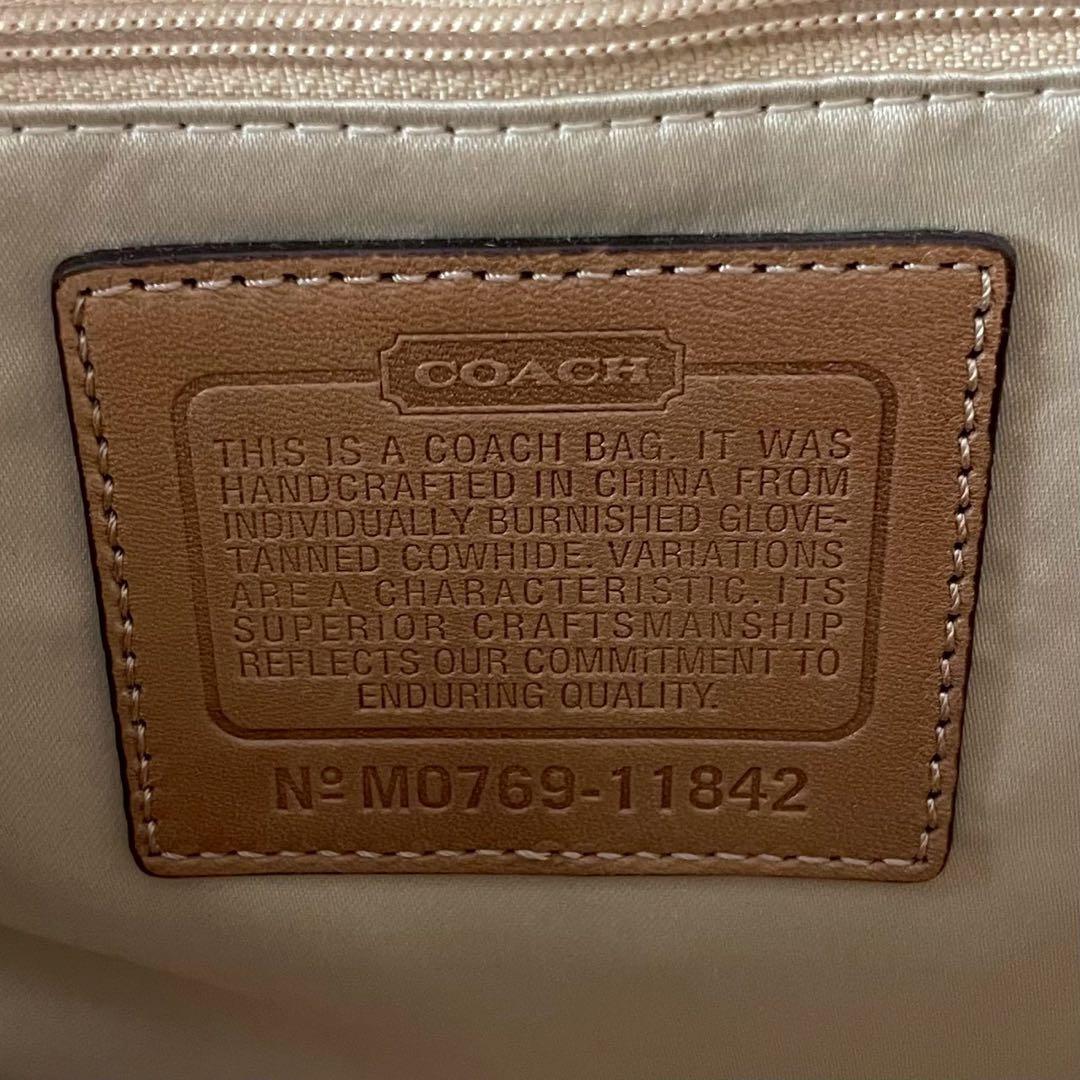 COACH
THIS IS A COACH BAG. IT WAS
HANDCRAFTED IN CHINA FROM
INDIVIDUALLY BURNISHED GLOVE-
TANNED COWHIDE. VARIATIONS
ARE A CHARACTERISTIC. ITS
SUPERIOR CRAFTSMANSHIP
REFLECTS OUR COMMiTMENT TO
ENDURING QUALITY.
Nº M0769-11842